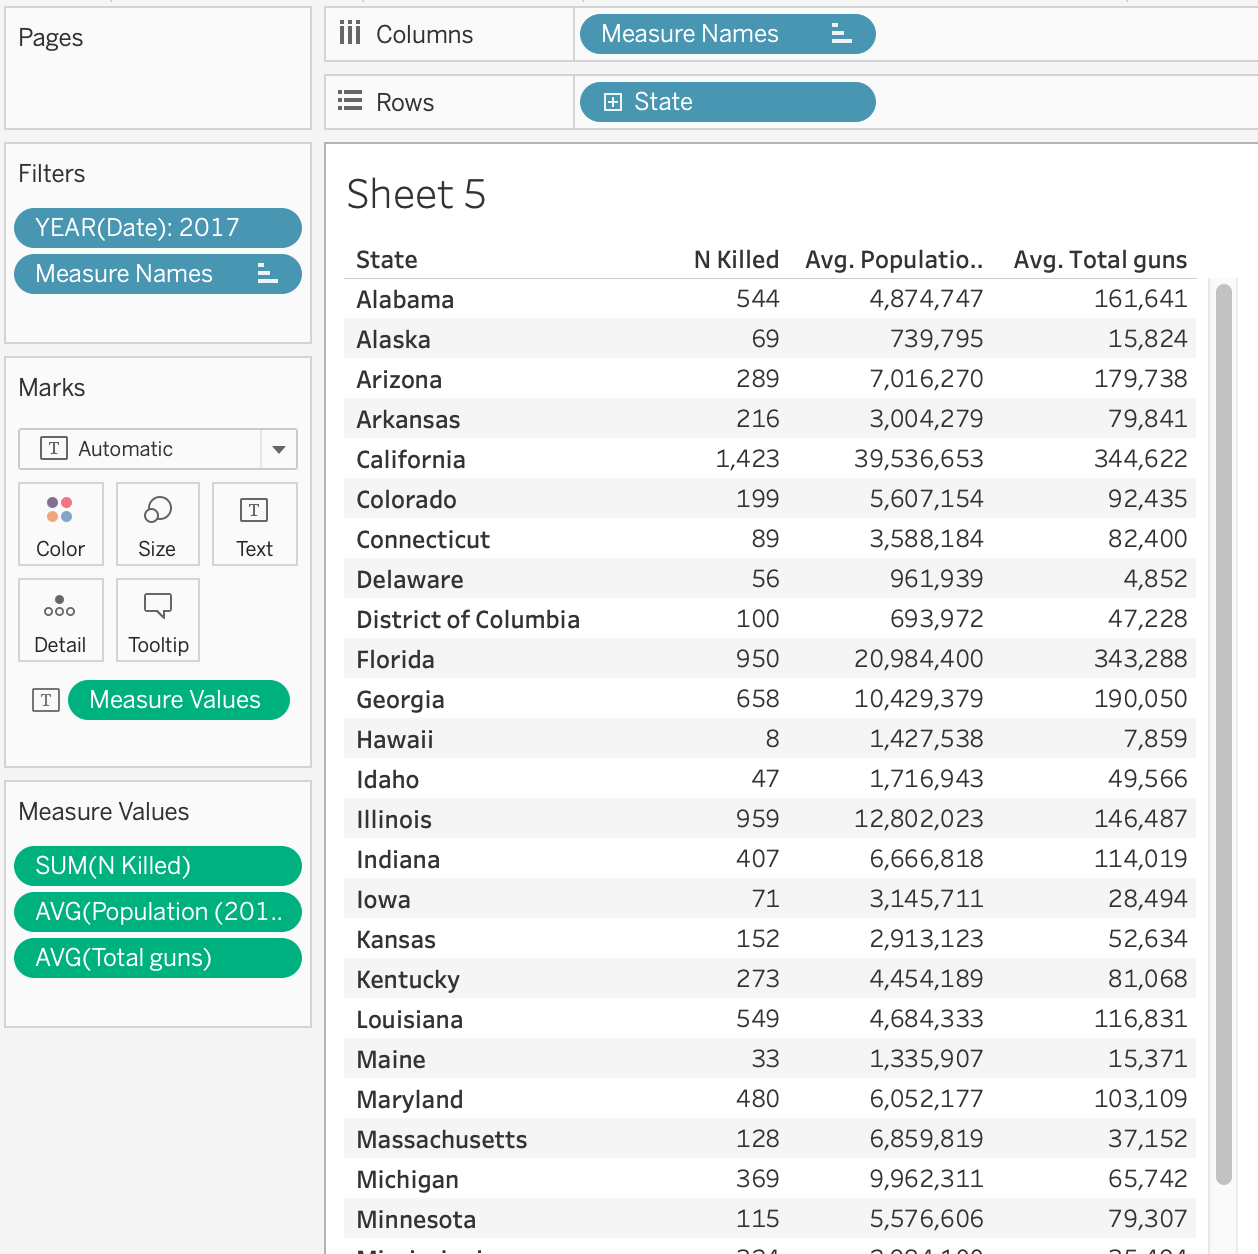 Pages
Columns
Measure Names
Rows
State
Filters
YEAR(Date): 2017
Measure Names
Marks
Automatic
Color
Size
T Text
Detail
Tooltip
T Measure Values
Measure Values
SUM(N Killed)
AVG(Population (201..
AVG(Total guns)
Sheet 5
State N Killed Avg. Populatio.. Avg. Total guns
Alabama 544 4,874,747 161,641
Alaska 69 739,795 15,824
Arizona 289 7,016,270 179,738
Arkansas 216 3,004,279 79,841
California 1,423 39,536,653 344,622
Colorado 199 5,607,154 92,435
Connecticut 89 3,588,184 82,400
Delaware 56 961,939 4,852
District of Columbia 100 693,972 47,228
Florida 950 20,984,400 343,288
Georgia 658 10,429,379 190,050
Hawaii 8 1,427,538 7,859
Idaho 47 1,716,943 49,566
Illinois 959 12,802,023 146,487
Indiana 407 6,666,818 114,019
Iowa 71 3,145,711 28,494
Kansas 152 2,913,123 52,634
Kentucky 273 4,454,189 81,068
Louisiana 549 4,684,333 116,831
Maine 33 1,335,907 15,371
Maryland 480 6,052,177 103,109
Massachusetts 128 6,859,819 37,152
Michigan 369 9,962,311 65,742
Minnesota 115 5,576,606 79,307